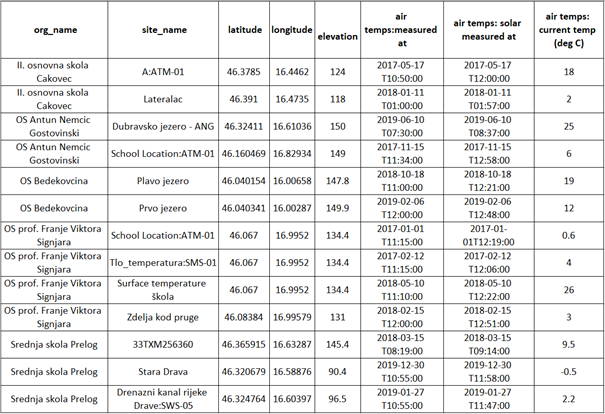 org_name site_name latitude longitude elevation air temps:measured at air temps: solar measured at air temps: current temp (deg C)
II. osnovna skola Cakovec A:ATM-01 46.3785 16.4462 124 2017-05-17 T10:50:00 2017-05-17 T12:00:00 18
II. osnovna skola Cakovec Lateralac 46.391 16.4735 118 2018-01-11 T01:00:00 2018-01-11 T01:57:00 2
OS Antun Nemcic Gostovinski Dubravsko jezero - ANG 46.32411 16.61036 150 2019-06-10 T07:30:00 2019-06-10 T08:37:00 25
OS Antun Nemcic Gostovinski School Location:ATM-01 46.160469 16.82934 149 2017-11-15 T11:34:00 2017-11-15 T12:58:00 6
OS Bedekovcina Plavo jezero 46.040154 16.00658 147.8 2018-10-18 T11:00:00 2018-10-18 T12:21:00 19
OS Bedekovcina Prvo jezero 46.040341 16.00287 149.9 2019-02-06 T12:00:00 2019-02-06 T12:48:00 12
OS prof. Franje Viktora Signjara School Location:ATM-01 46.067 16.9952 134.4 2017-01-01 T11:15:00 2017-01-01T12:19:00 0.6
OS prof. Franje Viktora Signjara Tlo_temperatura:SMS-01 46.067 16.9952 134.4 2017-02-12 T11:15:00 2017-02-12 T12:06:00 4
OS prof. Franje Viktora Signjara Surface temperature škola 46.067 16.9952 134.4 2018-05-10 T11:10:00 2018-05-10 T12:22:00 26
OS prof. Franje Viktora Signjara Zdelja kod pruge 46.08384 16.99579 131 2018-02-15 T12:00:00 2018-02-15 T12:51:00 3
Srednja skola Prelog 33TXM256360 46.365915 16.63287 145.4 2018-03-15 T08:19:00 2018-03-15 T09:14:00 9.5
Srednja skola Prelog Stara Drava 46.320679 16.58876 90.4 2019-12-30 T10:55:00 2019-12-30 T11:58:00 -0.5
Srednja skola Prelog Drenazni kanal rijeke Drave:SWS-05 46.324764 16.60397 96.5 2019-01-27 T10:55:00 2019-01-27 T11:47:00 2.2